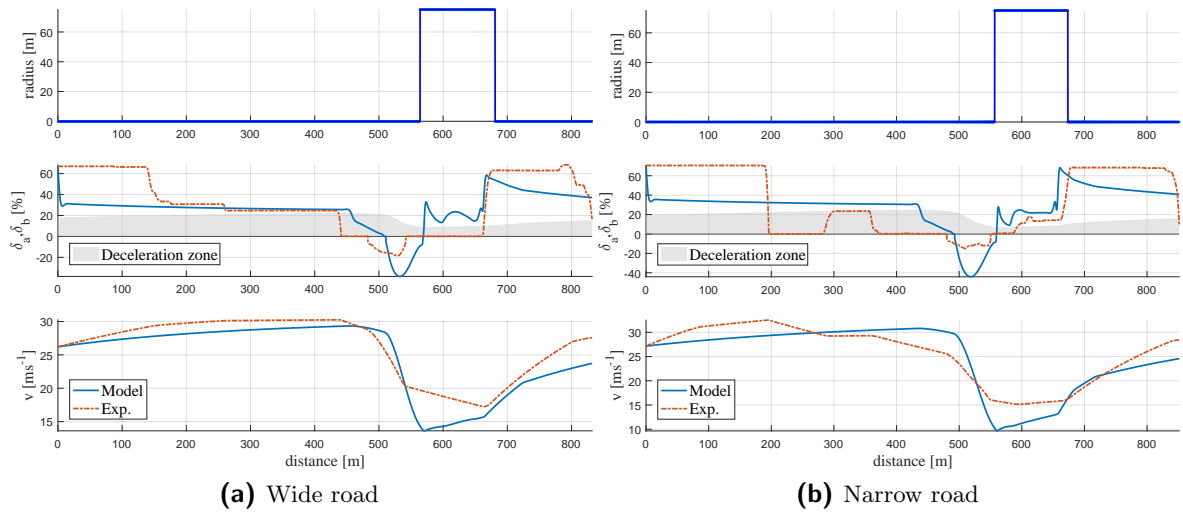 radius [m]
60
40
20
0
0 100 200 300 400 500 600 700 800
δa,δb [%]
60
40
20
0
-20
Deceleration zone
0 100 200 300 400 500 600 700 800
v [ms-1]
30
25
20
15
Model
Exp.
0 100 200 300 400 500 600 700 800
distance [m]
(a) Wide road
radius [m]
60
40
20
0
0 100 200 300 400 500 600 700 800
δa,δb [%]
60
40
20
0
-20
-40
Deceleration zone
0 100 200 300 400 500 600 700 800
v [ms-1]
30
25
20
15
10
Model
Exp.
0 100 200 300 400 500 600 700 800
distance [m]
(b) Narrow road